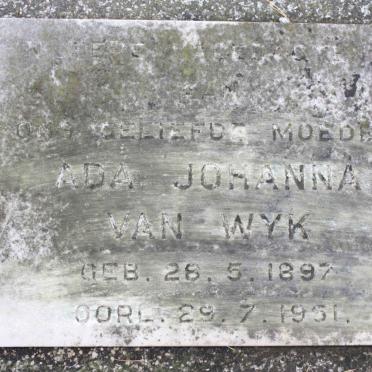 ONS GELIEFDE MOEDER
ADA JOHANNA
VAN WYK
GEB. 28. 5. 1897
OORL. 29. 7. 1951.